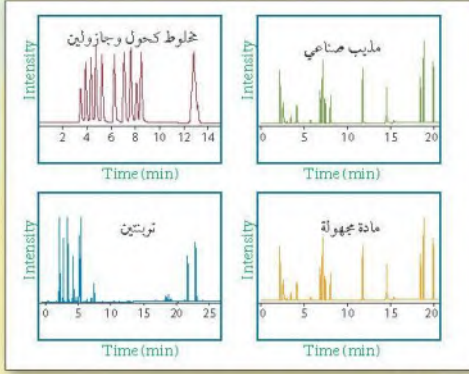 مخلوط كحول وجازولين
Intensity
2 4 6 8 10 12 14
Time (min)
مذيب صناعي
Intensity
0 5 10 15 20
Time (min)
تربنتين
Intensity
0 5 10 15 20 25
Time (min)
مادة مجهولة
Intensity
0 5 10 15 20
Time (min)